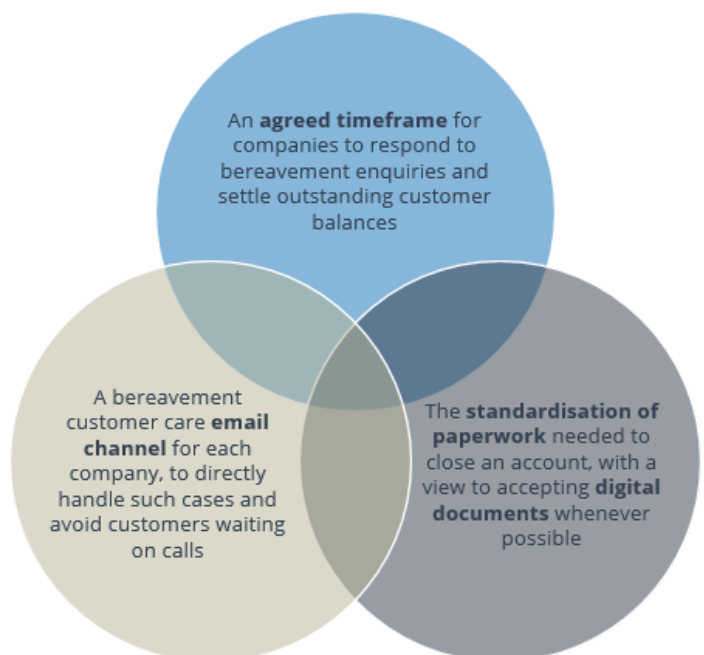 An agreed timeframe for
companies to respond to
bereavement enquiries and
settle outstanding customer
balances
A bereavement
customer care email
channel for each
company, to directly
handle such cases and
avoid customers waiting
on calls
The standardisation of
paperwork needed to
close an account, with a
view to accepting digital
documents whenever
possible